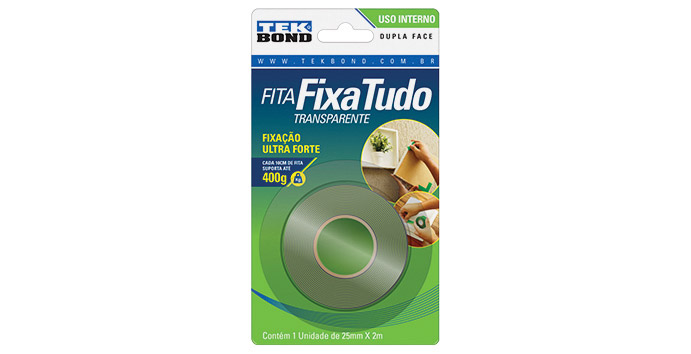 TEK
BOND
USO INTERNO
DUPLA FACE
WWW.TEKBOND.COM.BR
FITA FixaTudo
TRANSPARENTE
FIXAÇÃO
ULTRA FORTE
CADA 10CM DE FITA
SUPORTA ATÉ
400g
Contém 1 Unidade de 25mm X 2m